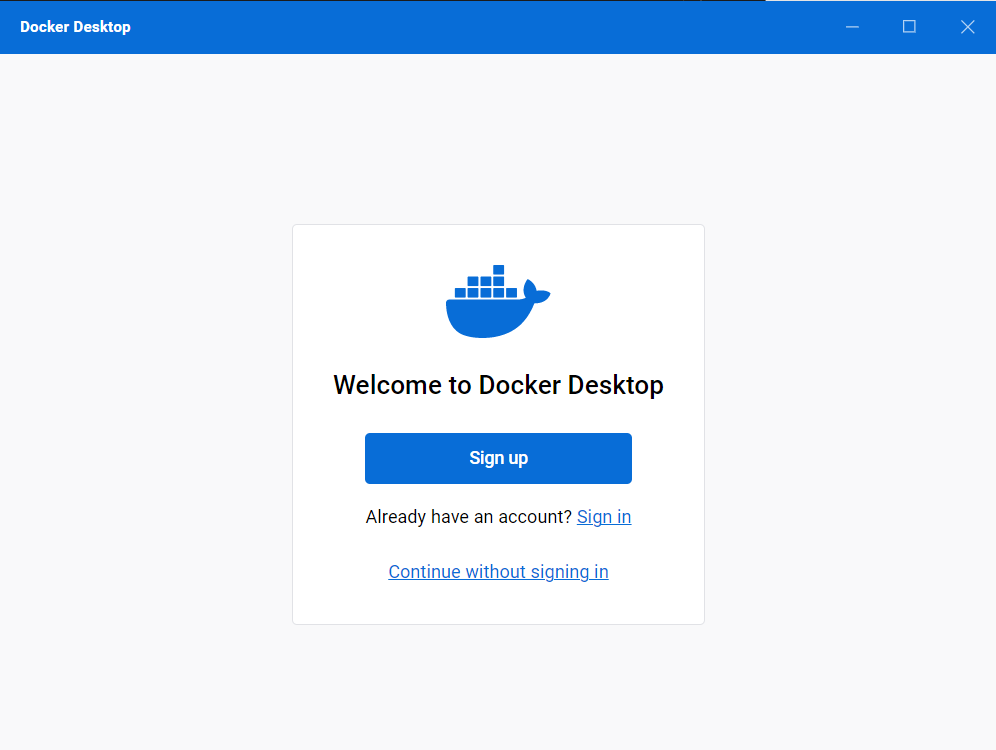 Docker Desktop
Welcome to Docker Desktop
Sign up
Already have an account? Sign in
Continue without signing in